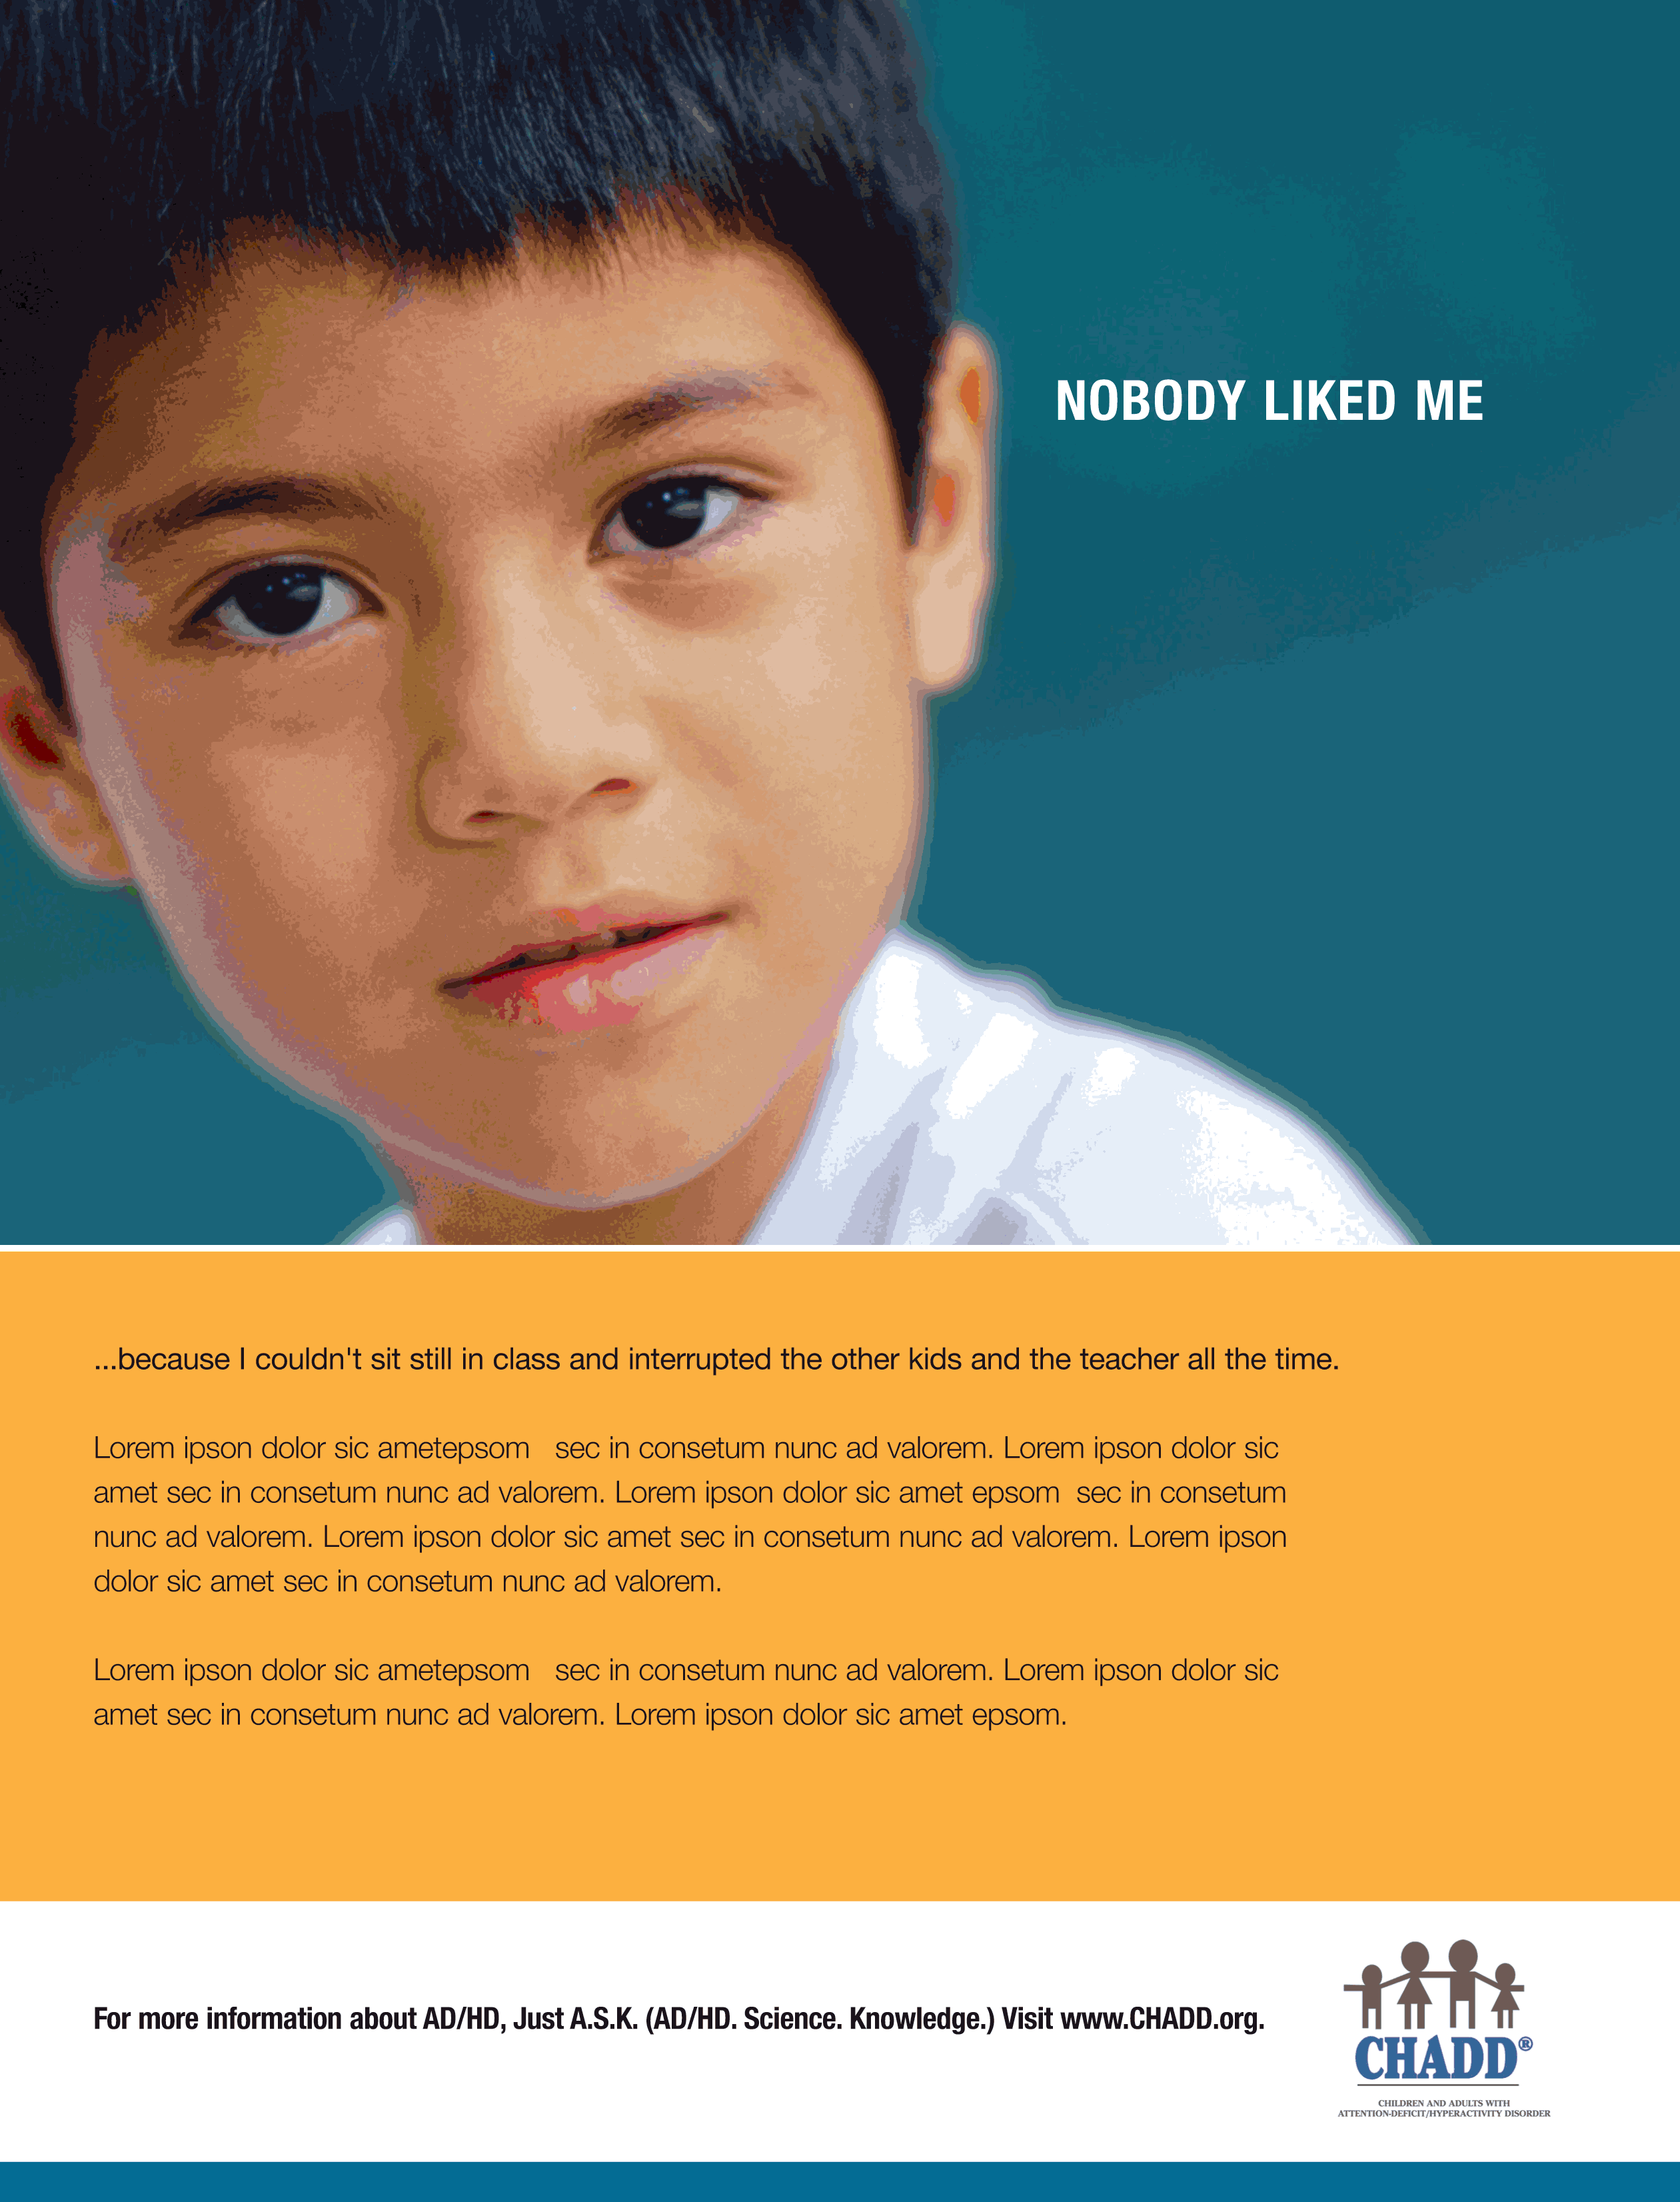 NOBODY LIKED ME
...because I couldn't sit still in class and interrupted the other kids and the teacher all the time.
Lorem ipson dolor sic ametepsom   sec in consetum nunc ad valorem. Lorem ipson dolor sic
amet sec in consetum nunc ad valorem. Lorem ipson dolor sic amet epsom  sec in consetum
nunc ad valorem. Lorem ipson dolor sic amet sec in consetum nunc ad valorem. Lorem ipson
dolor sic amet sec in consetum nunc ad valorem.
Lorem ipson dolor sic ametepsom   sec in consetum nunc ad valorem. Lorem ipson dolor sic
amet sec in consetum nunc ad valorem. Lorem ipson dolor sic amet epsom.
For more information about AD/HD, Just A.S.K. (AD/HD. Science. Knowledge.) Visit www.CHADD.org.
CHADD®
CHILDREN AND ADULTS WITH
ATTENTION-DEFICIT/HYPERACTIVITY DISORDER